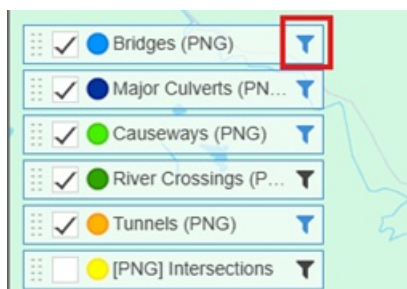 Bridges (PNG)
Major Culverts (PN...
Causeways (PNG)
River Crossings (P...
Tunnels (PNG)
[PNG] Intersections